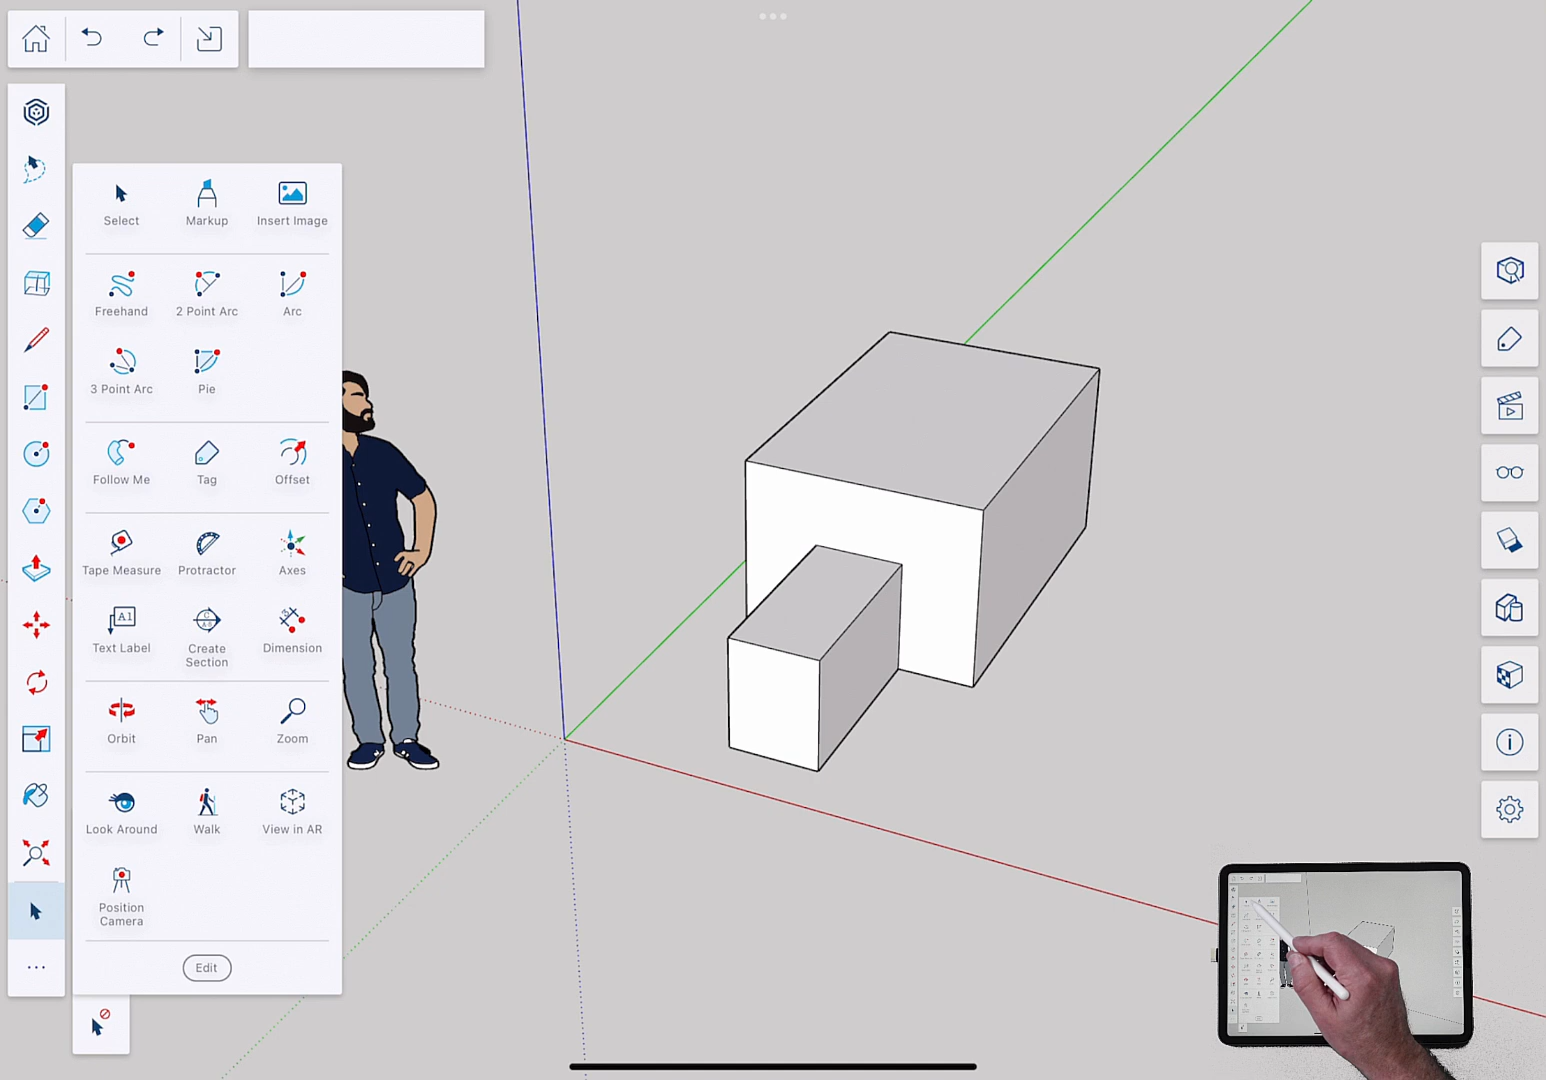 Select
Markup
Insert Image
Freehand
2 Point Arc
Arc
3 Point Arc
Pie
Follow Me
Tag
Offset
Tape Measure
Protractor
Axes
A1
Text Label
Create
Section
Dimension
Orbit
Pan
Zoom
Look Around
Walk
View in AR
Position
Camera
Edit